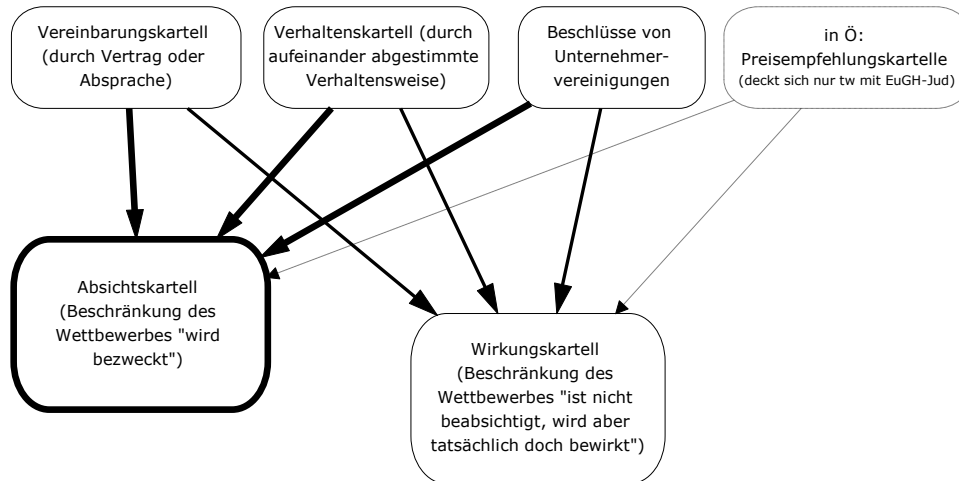 Vereinbarungskartell
(durch Vertrag oder
Absprache)
Verhaltenskartell (durch
aufeinander abgestimmte
Verhaltensweise)
Beschlüsse von
Unternehmer-
vereinigungen
in Ö:
Preisempfehlungskartelle
(deckt sich nur tw mit EuGH-Jud)
Absichtskartell
(Beschränkung des
Wettbewerbes "wird
bezweckt")
Wirkungskartell
(Beschränkung des
Wettbewerbes "ist nicht
beabsichtigt, wird aber
tatsächlich doch bewirkt")